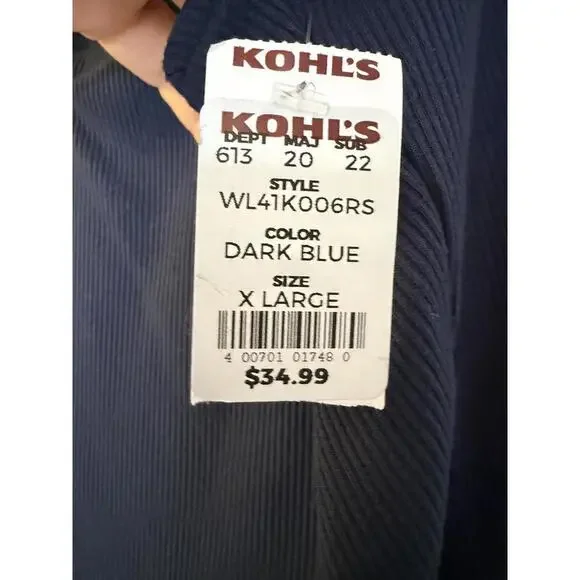 KOHL'S
KOHL'S
DEPT MAJ SUB
613 20 22
STYLE
WL41K006RS
COLOR
DARK BLUE
SIZE
X LARGE
4 00701 01748 0
$34.99